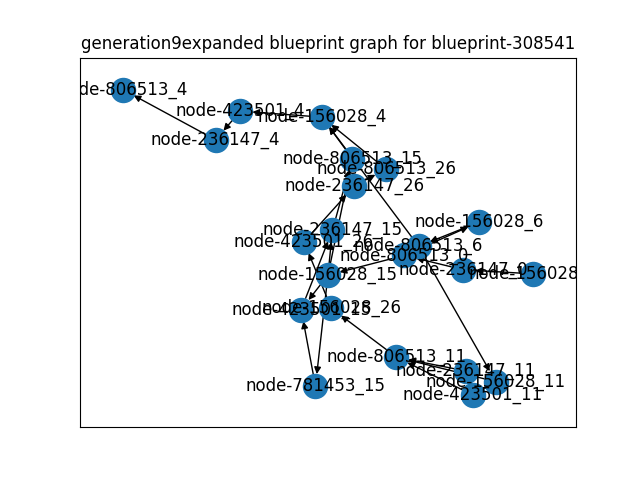 generation9expanded blueprint graph for blueprint-308541
de-806513_4
node-423501_4
node-156028_4
node-236147_4
node-806513_15
node-806513_26
node-236147_26
node-156028_6
node-236147_15
node-423501_26
node-806513_6
node-806513_0
node-236147_0
node-156028
node-156028_15
node-156028_26
node-423501_15
node-806513_11
node-236147_11
node-156028_11
node-781453_15
node-423501_11